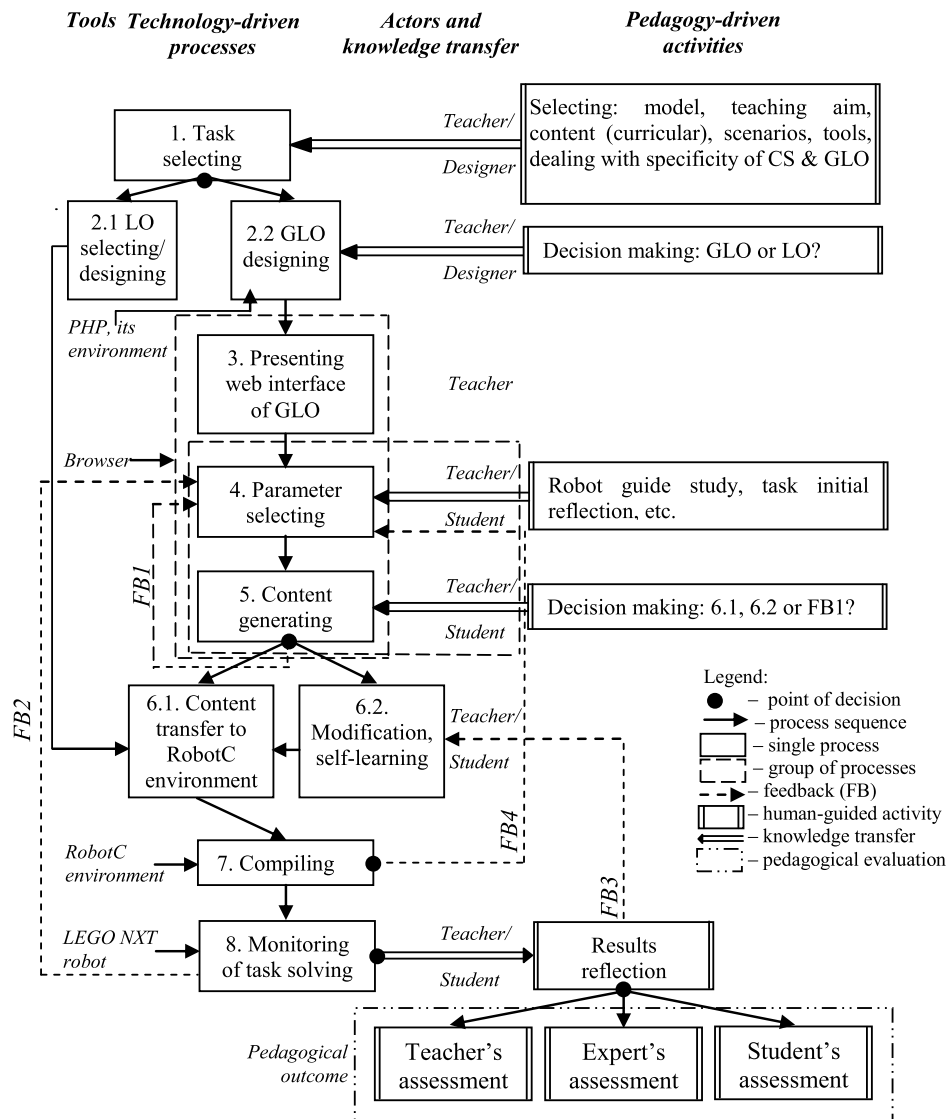 Tools
Technology-driven
processes
Actors and
knowledge transfer
Pedagogy-driven
activities
1. Task
selecting
Teacher/
Designer
Selecting: model, teaching aim,
content (curricular), scenarios, tools,
dealing with specificity of CS & GLO
2.1 LO
selecting/
designing
2.2 GLO
designing
Teacher/
Designer
Decision making: GLO or LO?
PHP, its
environment
3. Presenting
web interface
of GLO
Teacher
Browser
4. Parameter
selecting
Teacher/
Student
Robot guide study, task initial
reflection, etc.
FB1
5. Content
generating
Teacher/
Student
Decision making: 6.1, 6.2 or FB1?
FB2
6.1. Content
transfer to
RobotC
environment
6.2.
Modification,
self-learning
Teacher/
Student
Legend:
– point of decision
– process sequence
– single process
– group of processes
– feedback (FB)
– human-guided activity
– knowledge transfer
– pedagogical evaluation
RobotC
environment
7. Compiling
FB4
FB3
LEGO NXT
robot
8. Monitoring
of task solving
Teacher/
Student
Results
reflection
Pedagogical
outcome
Teacher’s
assessment
Expert’s
assessment
Student’s
assessment